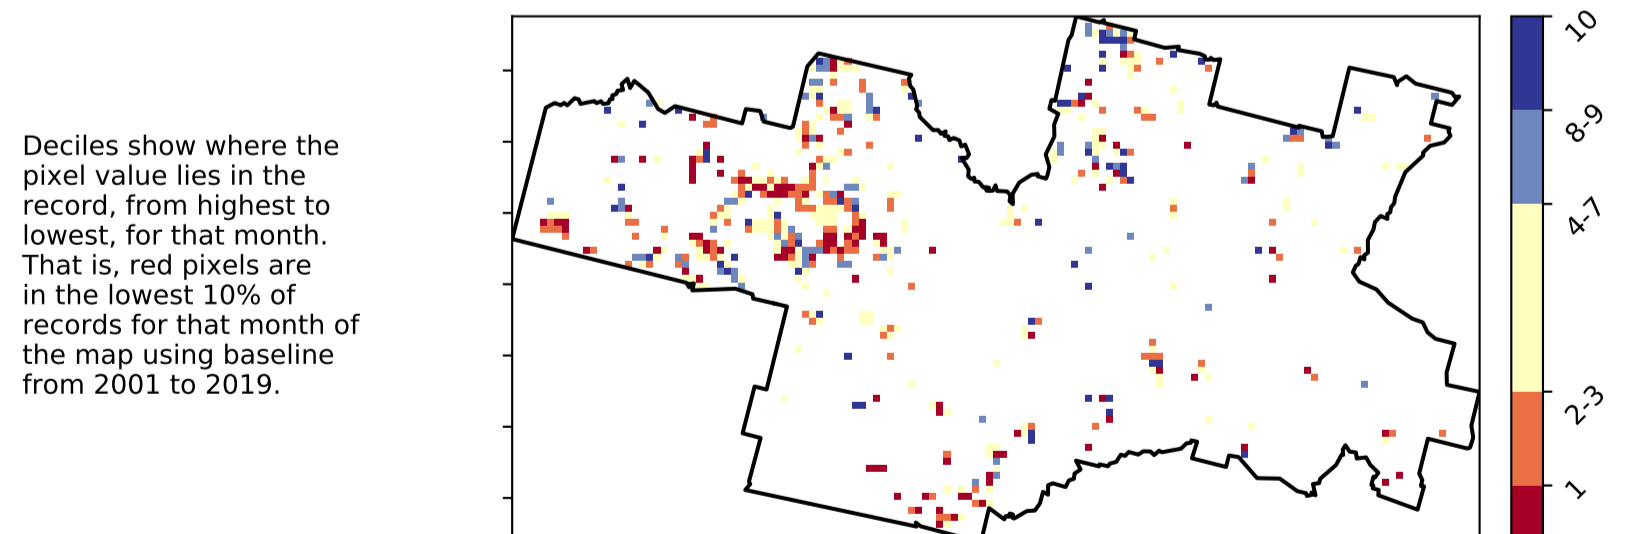 Deciles show where the
pixel value lies in the
record, from highest to
lowest, for that month.
That is, red pixels are
in the lowest 10% of
records for that month of
the map using baseline
from 2001 to 2019.
10
8-9
4-7
2-3
1